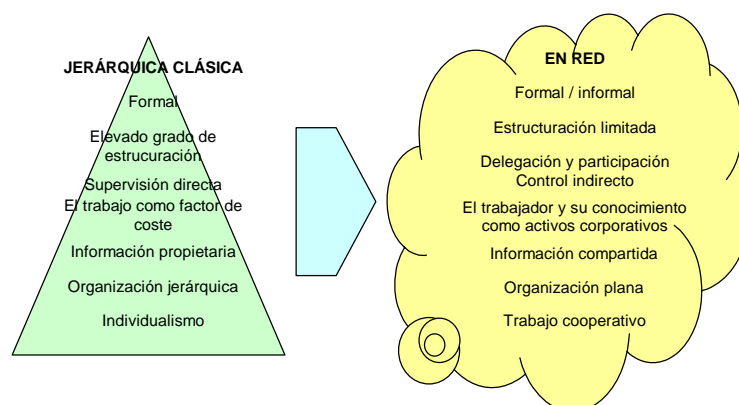 JERÁRQUICA CLÁSICA
Formal
Elevado grado de
estrucuración
Supervisión directa
El trabajo como factor de
coste
Información propietaria
Organización jerárquica
Individualismo
EN RED
Formal / informal
Estructuración limitada
Delegación y participación
Control indirecto
El trabajador y su conocimiento
como activos corporativos
Información compartida
Organización plana
Trabajo cooperativo